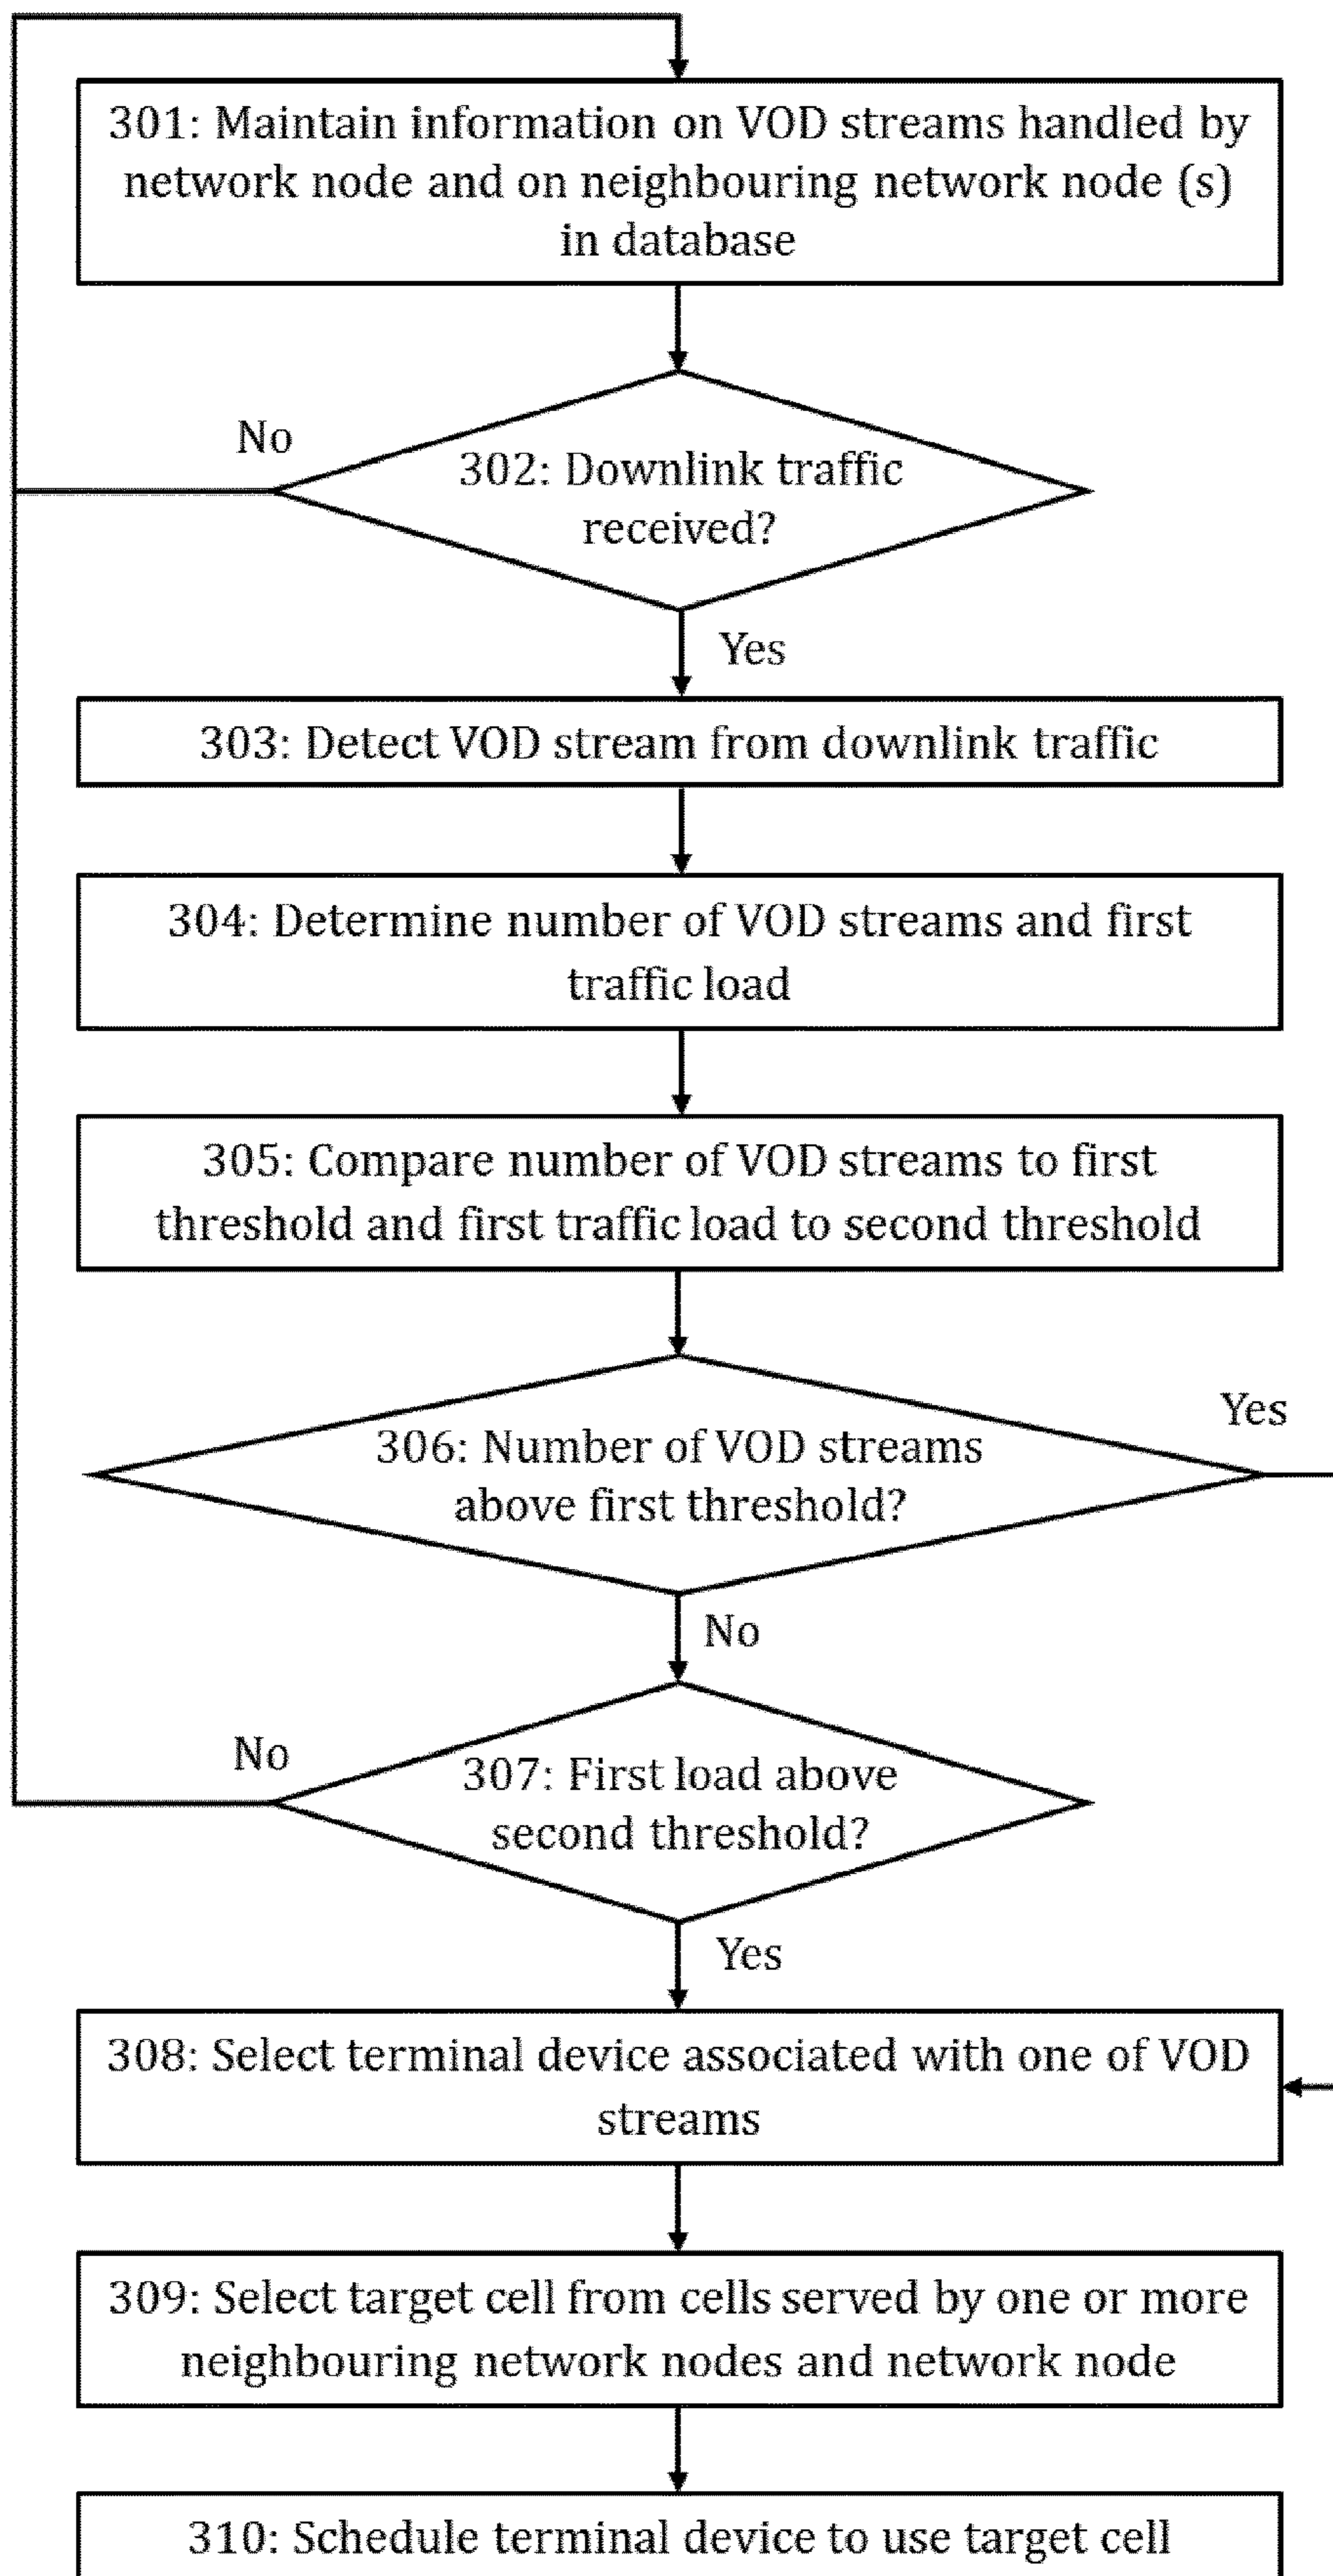 301: Maintain information on VOD streams handled by
network node and on neighbouring network node (s)
in database
No
302: Downlink traffic
received?
Yes
303: Detect VOD stream from downlink traffic
304: Determine number of VOD streams and first
traffic load
305: Compare number of VOD streams to first
threshold and first traffic load to second threshold
Yes
306: Number of VOD streams
above first threshold?
No
No
307: First load above
second threshold?
Yes
308: Select terminal device associated with one of VOD
streams
309: Select target cell from cells served by one or more
neighbouring network nodes and network node
310: Schedule terminal device to use target cell